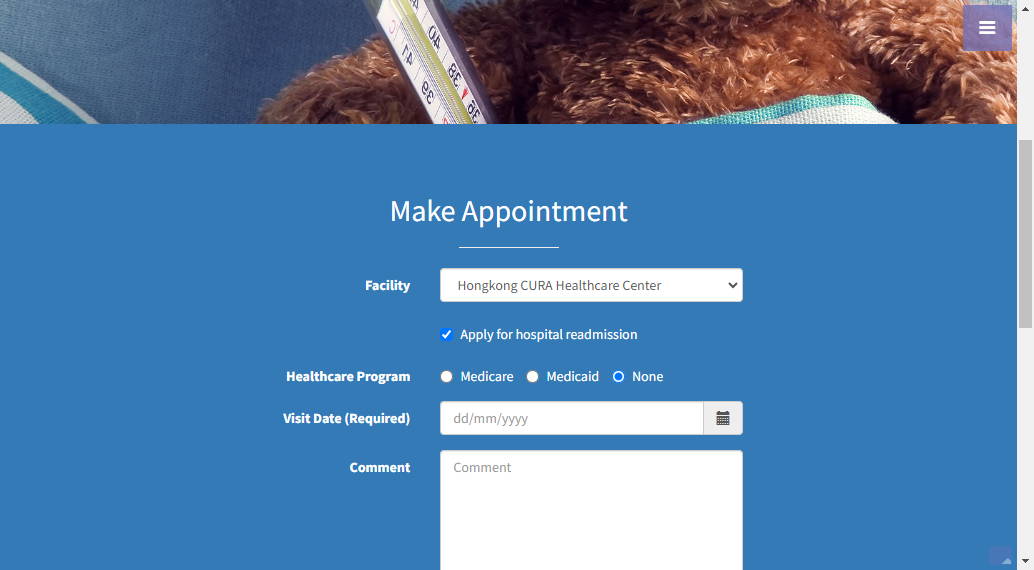 Make Appointment
Facility
Hongkong CURA Healthcare Center
Apply for hospital readmission
Healthcare Program
Medicare
Medicaid
None
Visit Date (Required)
dd/mm/yyyy
Comment
Comment